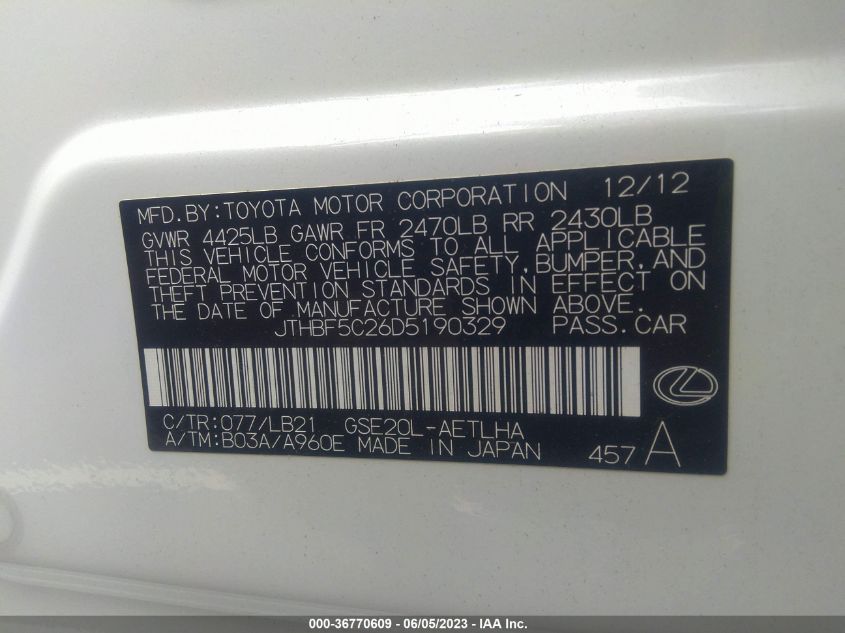 MFD.BY:TOYOTA MOTOR CORPORATION 12/12
GVWR 4425LB GAWR FR 2470LB RR 2430LB
THIS VEHICLE CONFORMS TO ALL APPLICABLE
FEDERAL MOTOR VEHICLE SAFETY,BUMPER,AND
THEFT PREVENTION STANDARDS IN EFFECT ON
THE DATE OF MANUFACTURE SHOWN ABOVE.
JTHBF5C26D5190329 PASS.CAR
C/TR:077/LB21 GSE20L-AETLHA
A/TM:B03A/A960E MADE IN JAPAN 457 A
000-36770609 - 06/05/2023 - IAA Inc.